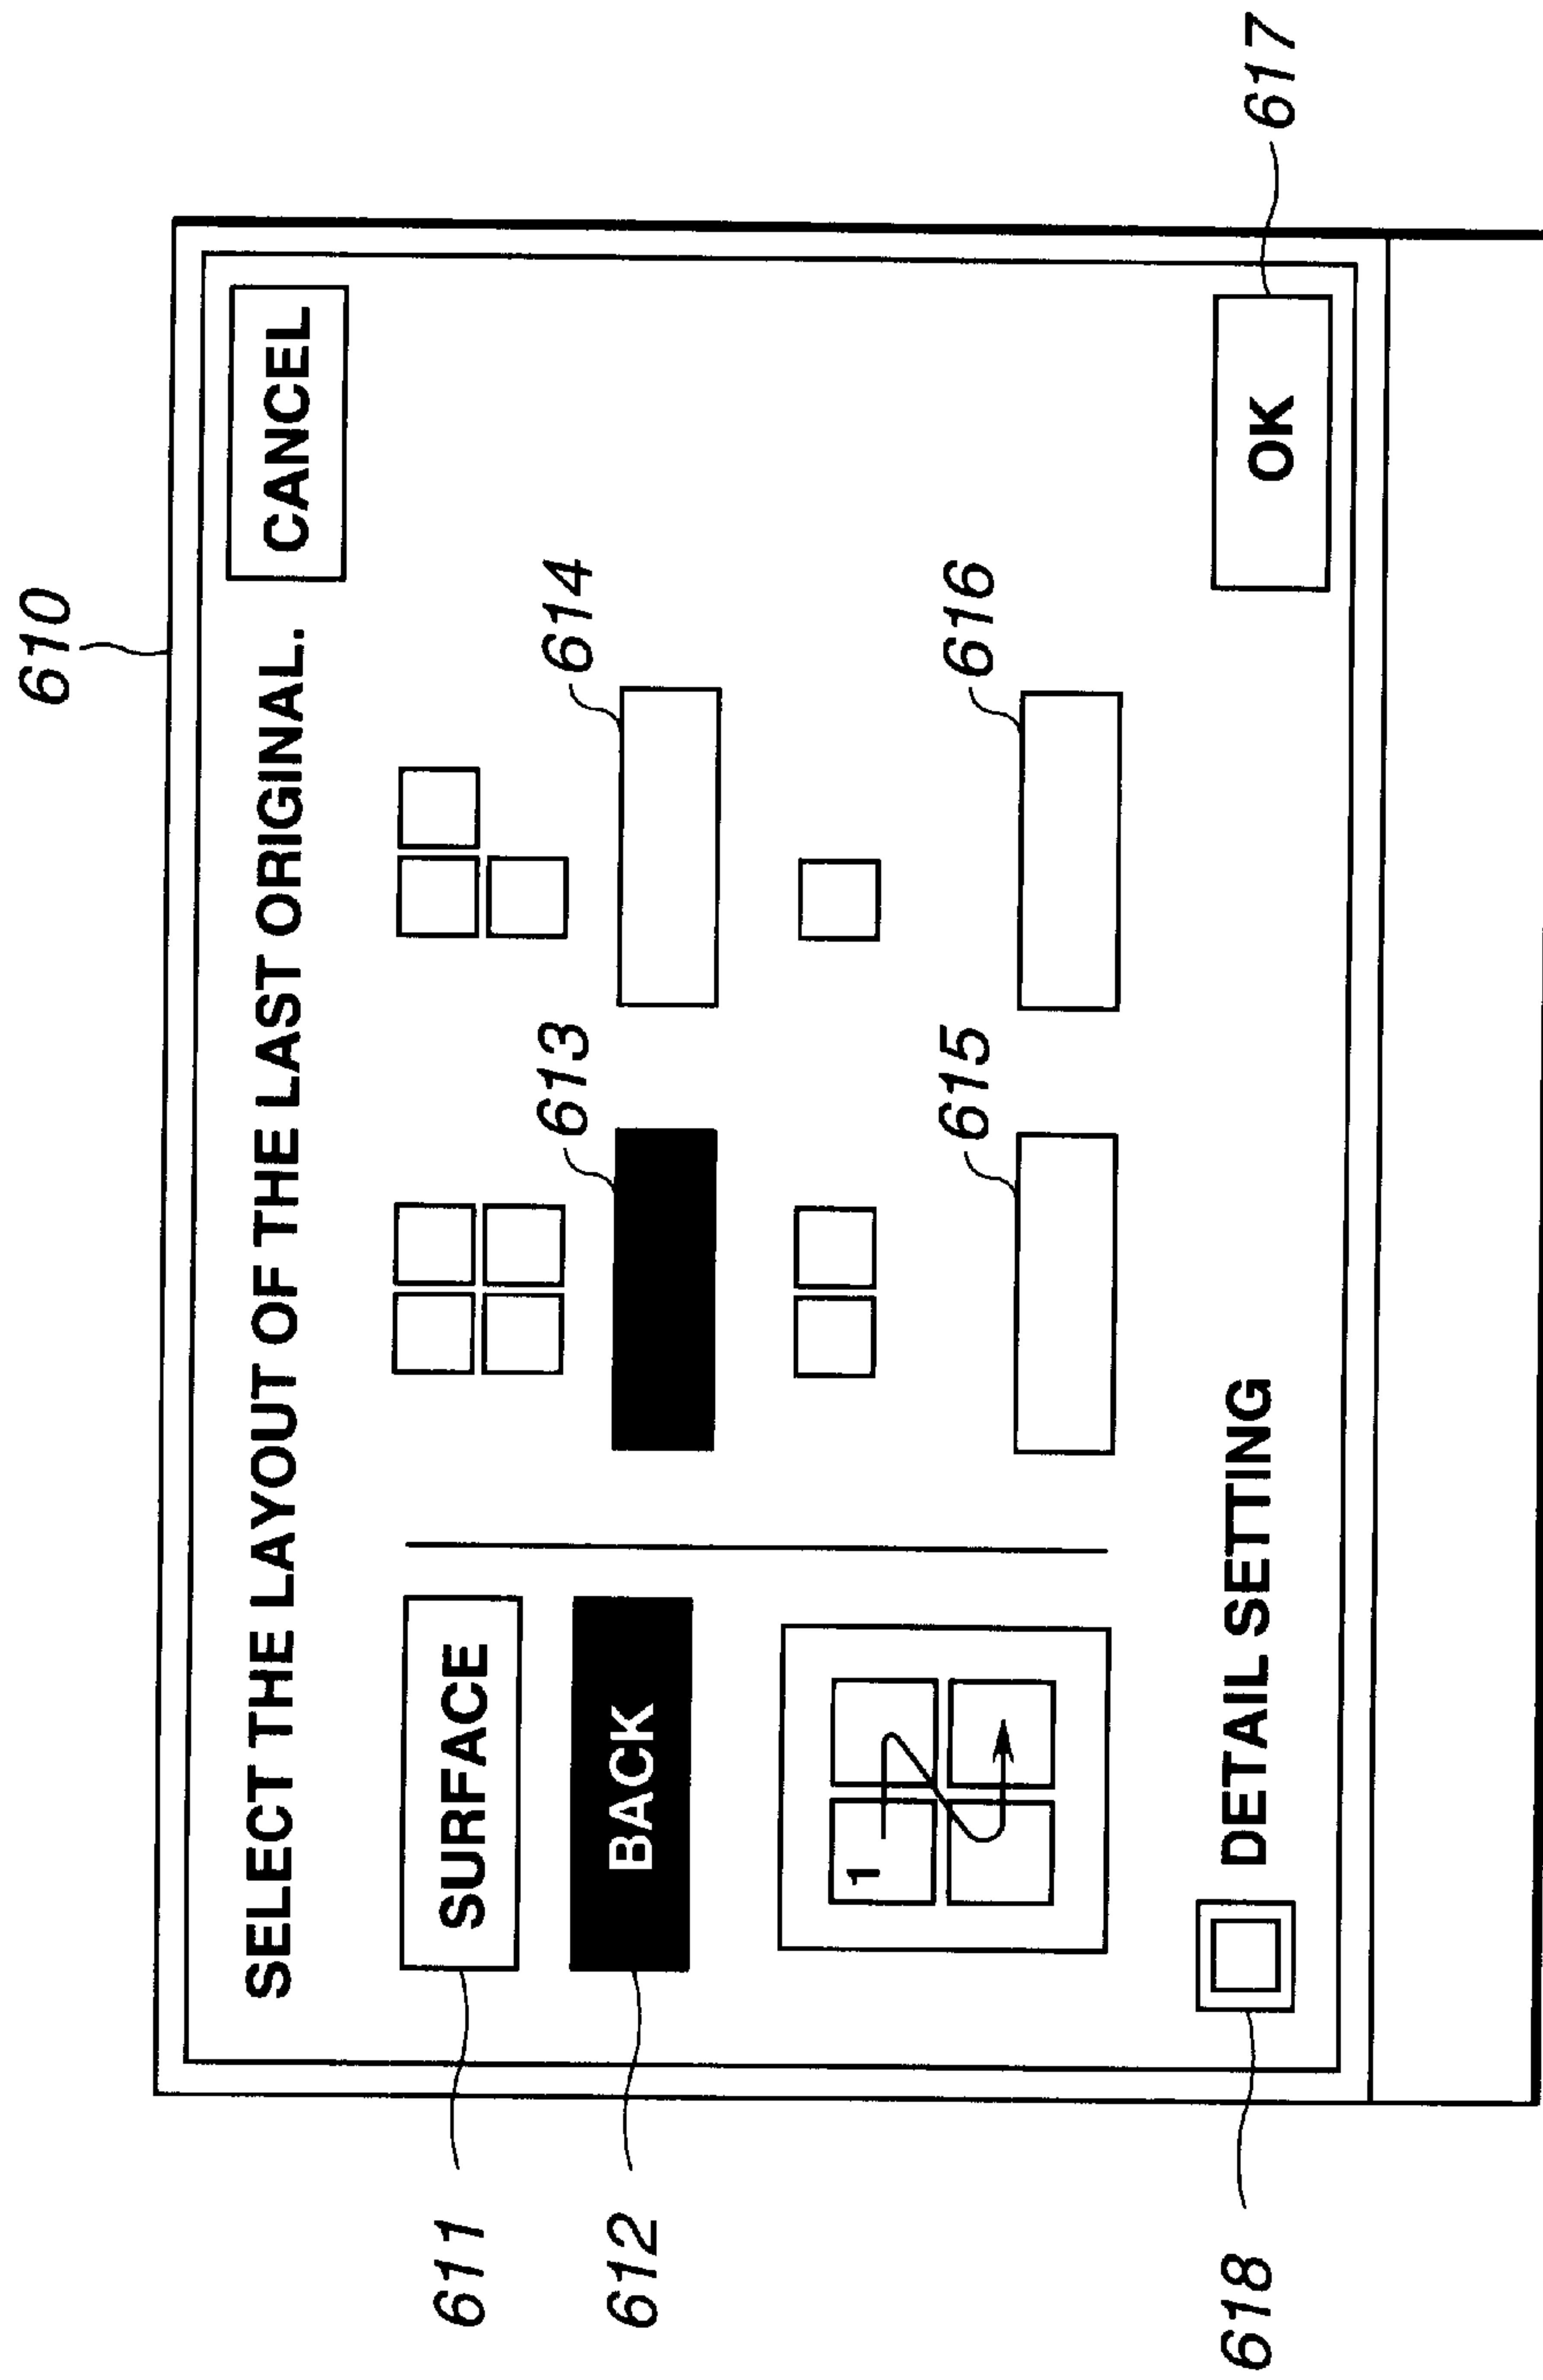 610
SELECT THE LAYOUT OF THE LAST ORIGINAL.
CANCEL
611
SURFACE
612
BACK
613
614
1
615
616
618
DETAIL SETTING
OK
617